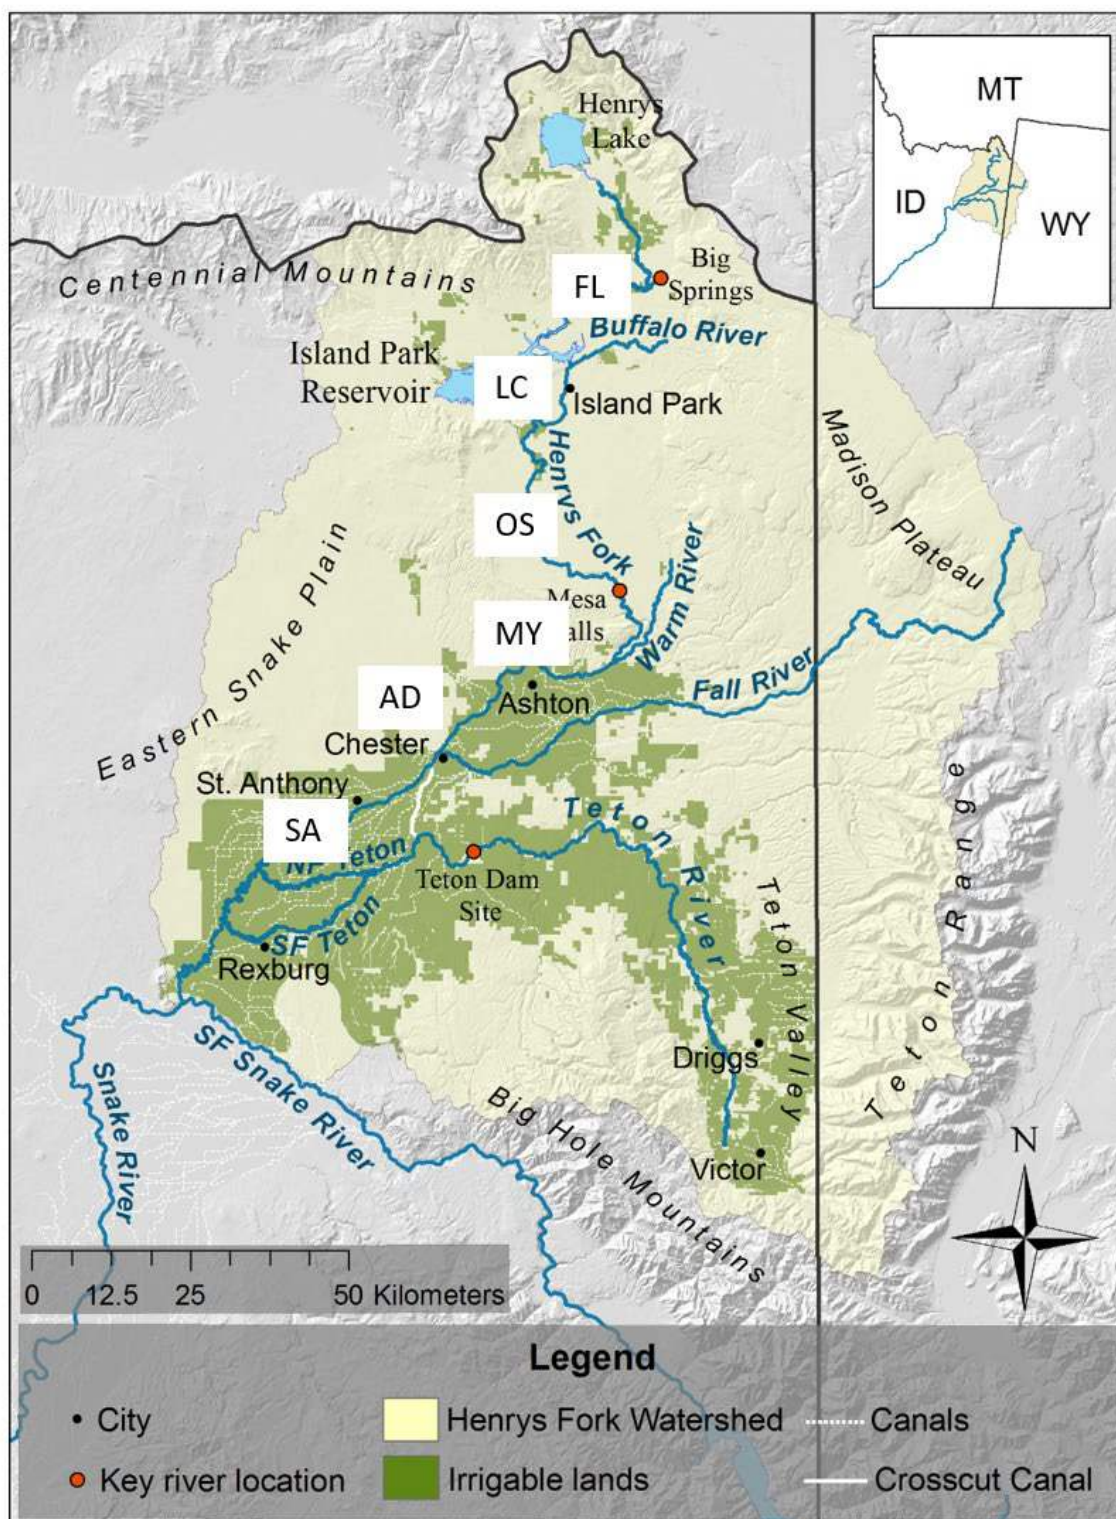 Henrys
Lake
MT
ID
WY
Centennial Mountains
Big
Springs
FL
Buffalo River
Island Park
Reservoir
LC
Island Park
Henrys Fork
Madison Plateau
OS
Warm River
Mesa
alls
MY
Eastern Snake Plain
Fall River
AD
Ashton
Chester
St. Anthony
SA
NF Teton
Teton River
Teton Dam
Site
SF Teton
Rexburg
Teton Valley
Teton Range
SF Snake River
Snake River
Driggs
Big Hole Mountains
Victor
N
0 12.5 25 50 Kilometers
Legend
City
Henrys Fork Watershed
Canals
Key river location
Irrigable lands
Crosscut Canal